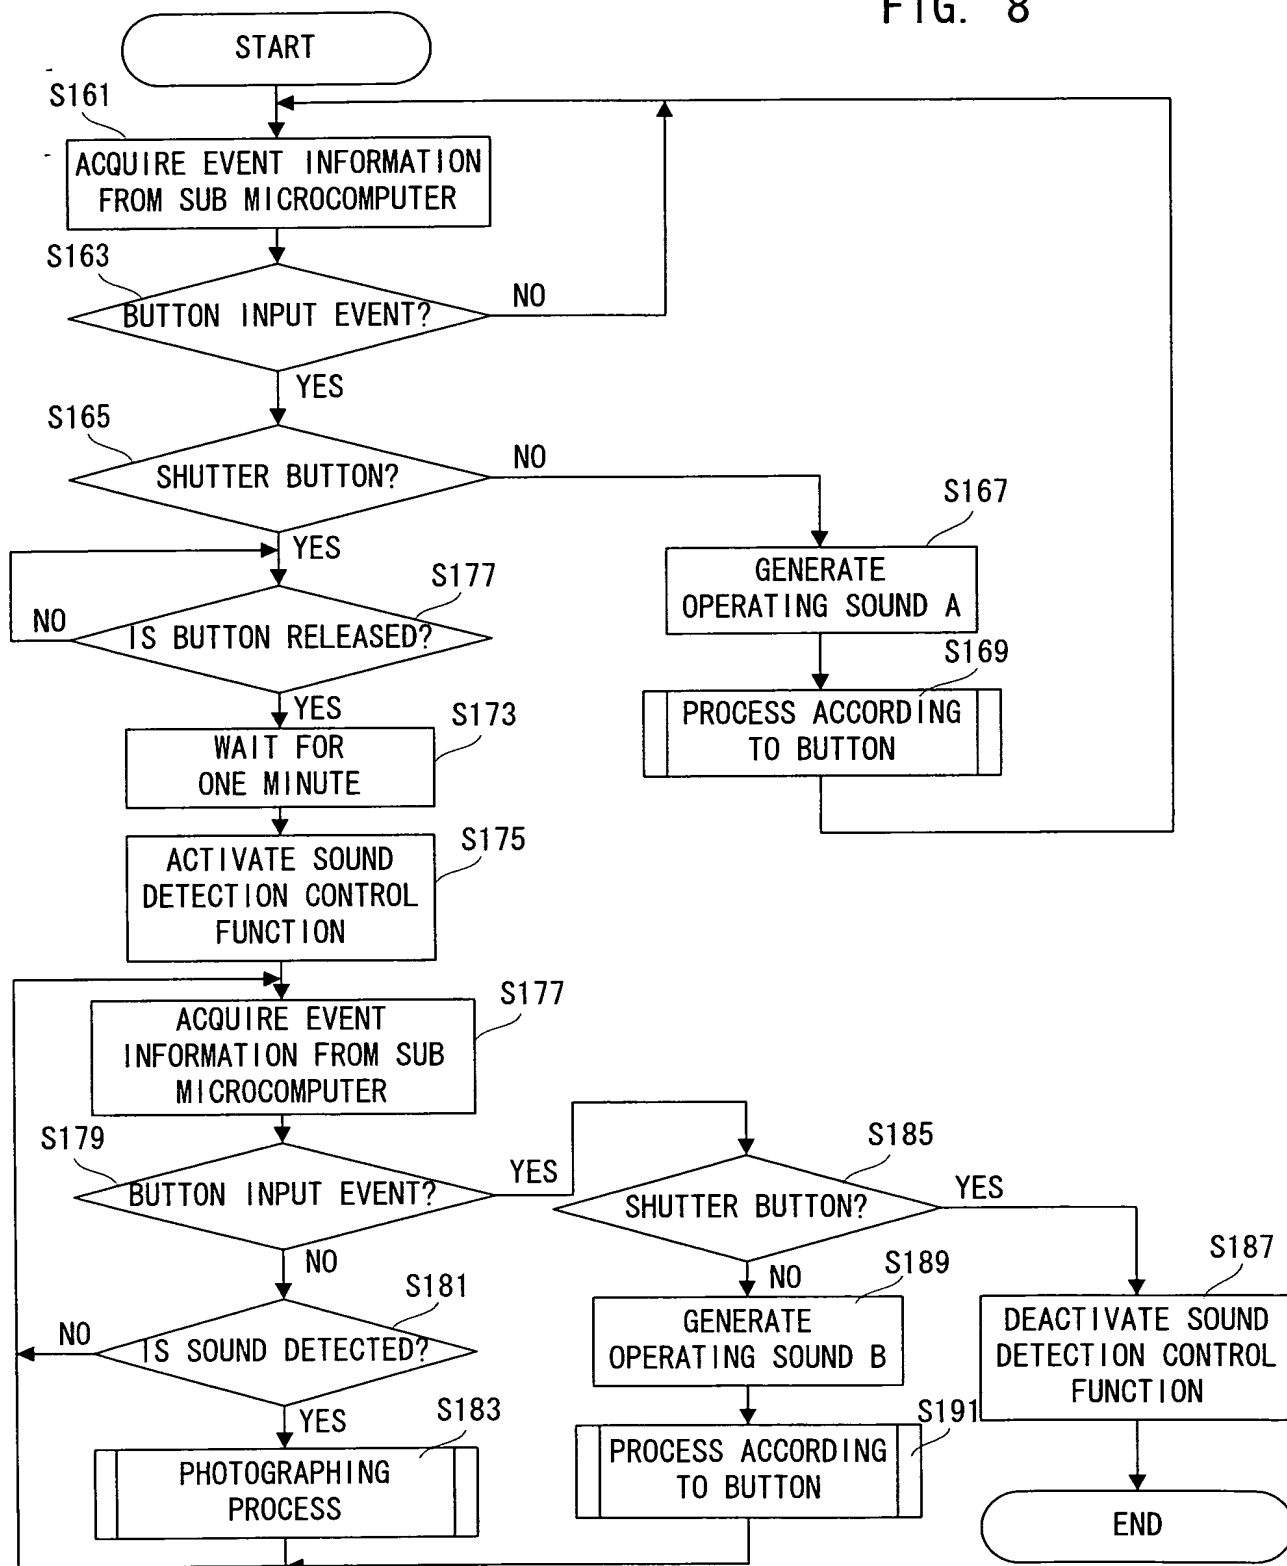 FIG. 8
START
S161
ACQUIRE EVENT INFORMATION
FROM SUB MICROCOMPUTER
S163
BUTTON INPUT EVENT?
NO
YES
S165
SHUTTER BUTTON?
NO
YES
S167
GENERATE
OPERATING SOUND A
S169
PROCESS ACCORDING
TO BUTTON
S177
IS BUTTON RELEASED?
NO
YES
S173
WAIT FOR
ONE MINUTE
S175
ACTIVATE SOUND
DETECTION CONTROL
FUNCTION
S177
ACQUIRE EVENT
INFORMATION FROM SUB
MICROCOMPUTER
S179
BUTTON INPUT EVENT?
YES
NO
S185
SHUTTER BUTTON?
YES
NO
S187
DEACTIVATE SOUND
DETECTION CONTROL
FUNCTION
S189
GENERATE
OPERATING SOUND B
S181
IS SOUND DETECTED?
NO
YES
S183
PHOTOGRAPHING
PROCESS
S191
PROCESS ACCORDING
TO BUTTON
END